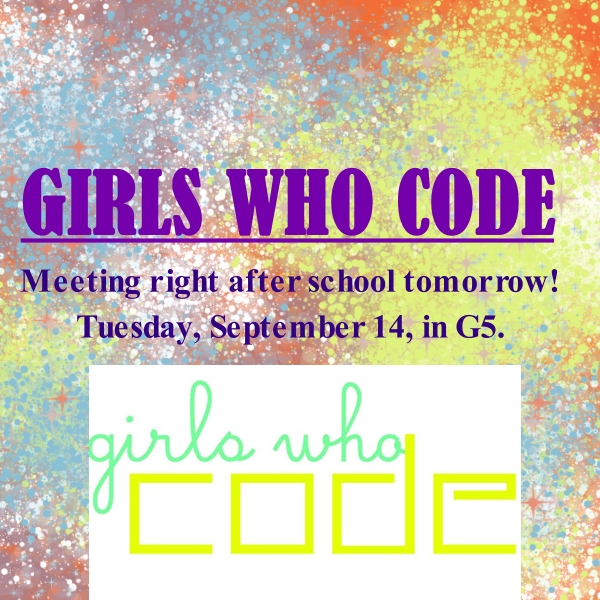 GIRLS WHO CODE
Meeting right after school tomorrow!
Tuesday, September 14, in G5.
girls who
code